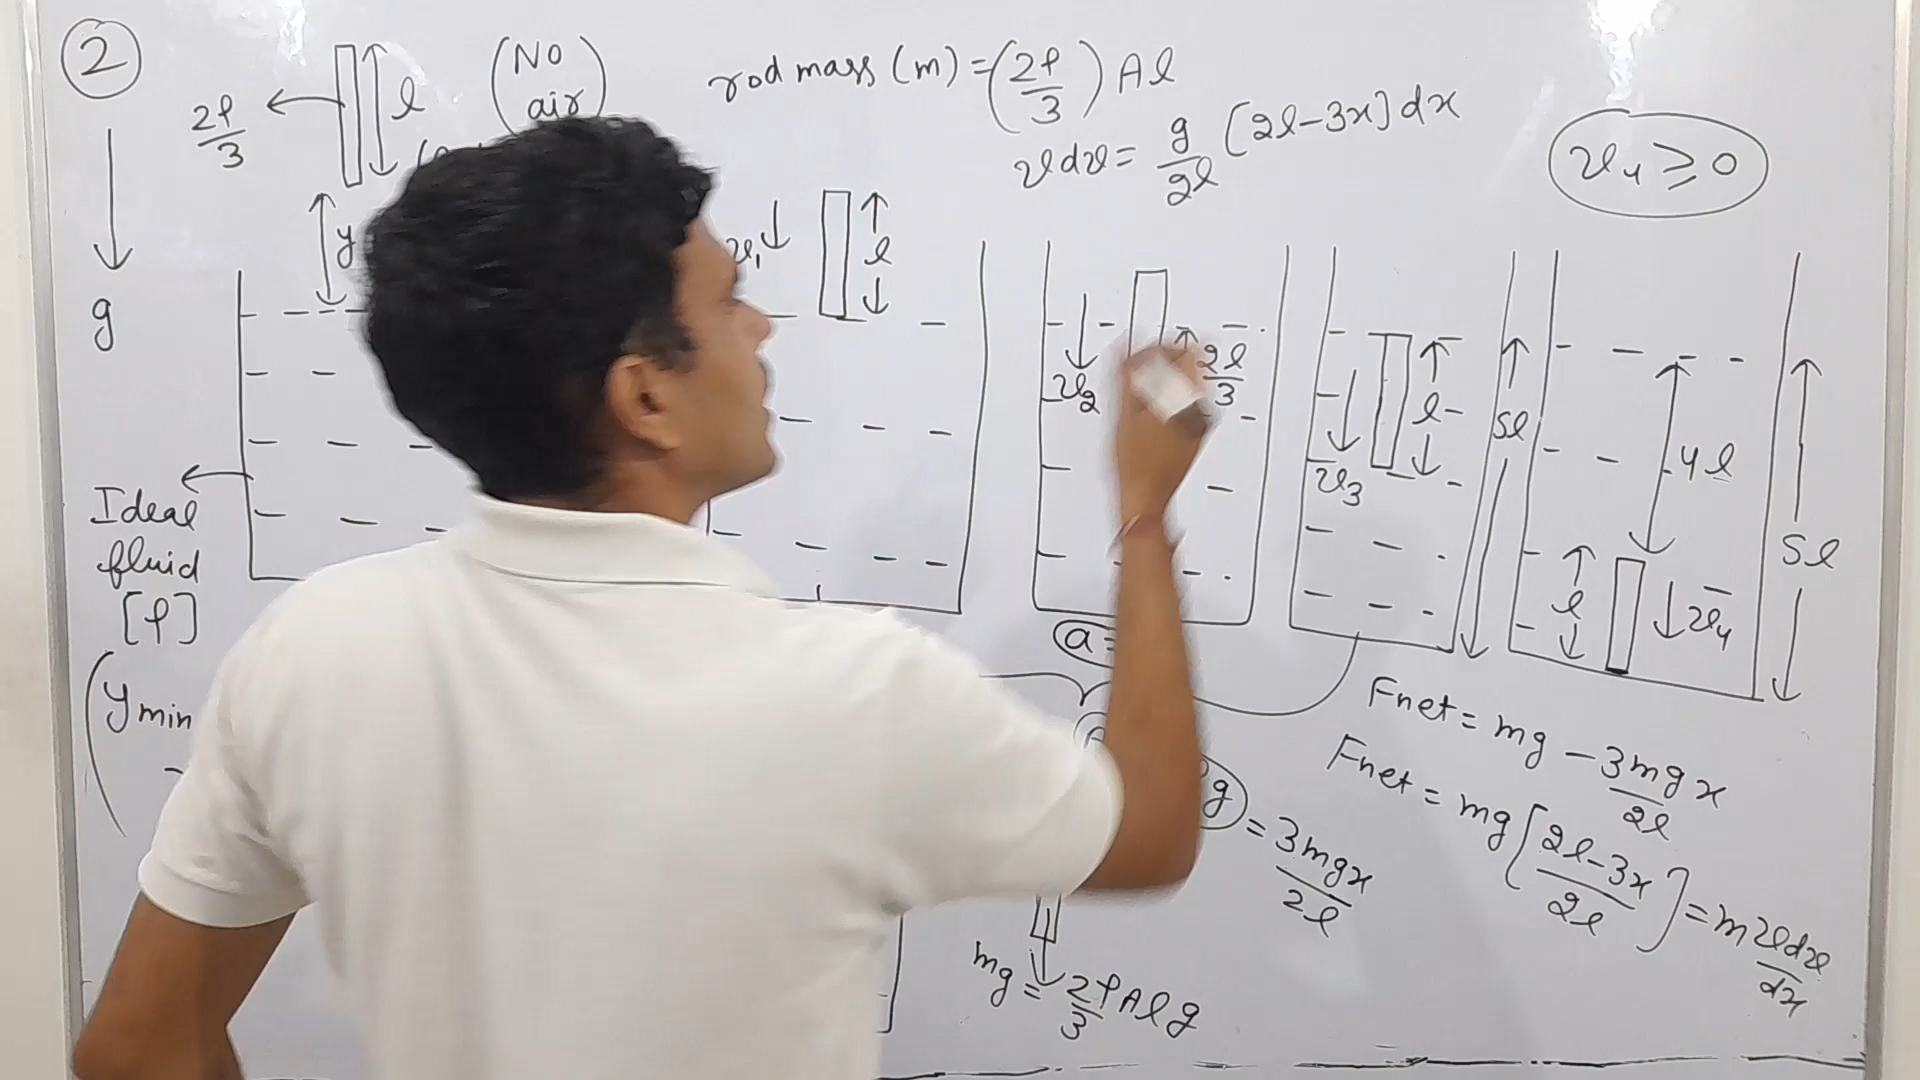 2
2ρ/3
l
(No air)
rod mass (m) = (2ρ/3) Al
vdv = g/2l [2l-3x] dx
v₄ ≥ 0
g
y
v₁
l
v₂
2l/3
v₃
l
5l
4l
l
v₄
5l
Ideal
fluid
[ρ]
(ymin
a=
g
= 3mgx/2l
mg = 2/3 ρAlg
Fnet = mg - 3mgx/2l
Fnet = mg [2l-3x/2l] = m vdv/dx